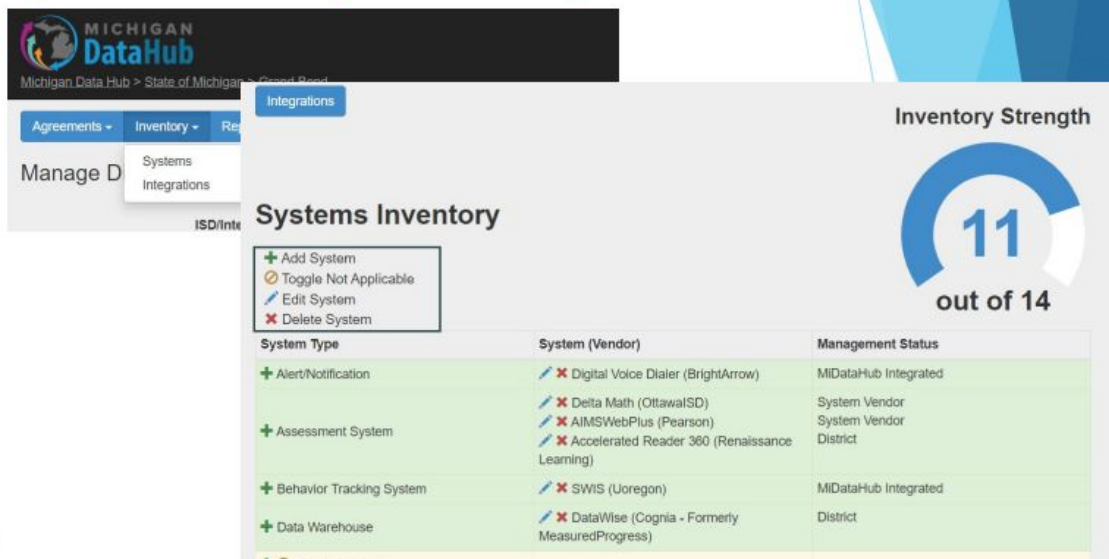 MICHIGAN
DataHub
Michigan Data Hub > State of Michigan > Grand Bend
Agreements
Inventory
Manage D
Systems
Integrations
Integrations
Inventory Strength
11
out of 14
Systems Inventory
Add System
Toggle Not Applicable
Edit System
Delete System
System Type System (Vendor) Management Status
Alert/Notification Digital Voice Dialer (BrightArrow) MiDataHub Integrated
Assessment System
Delta Math (OttawaISD) System Vendor
AIMSWebPlus (Pearson) System Vendor
Accelerated Reader 360 (Renaissance District
Learning)
Behavior Tracking System SWIS (Uoregon) MiDataHub Integrated
Data Warehouse DataWise (Cognia - Formerly District
MeasuredProgress)